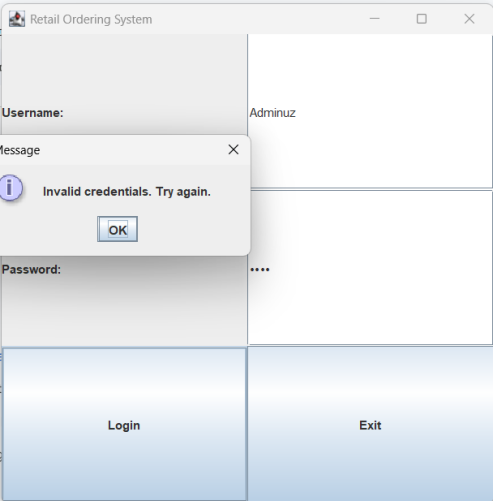 Retail Ordering System
Username:
Adminuz
Message
Invalid credentials. Try again.
OK
Password:
••••
Login
Exit